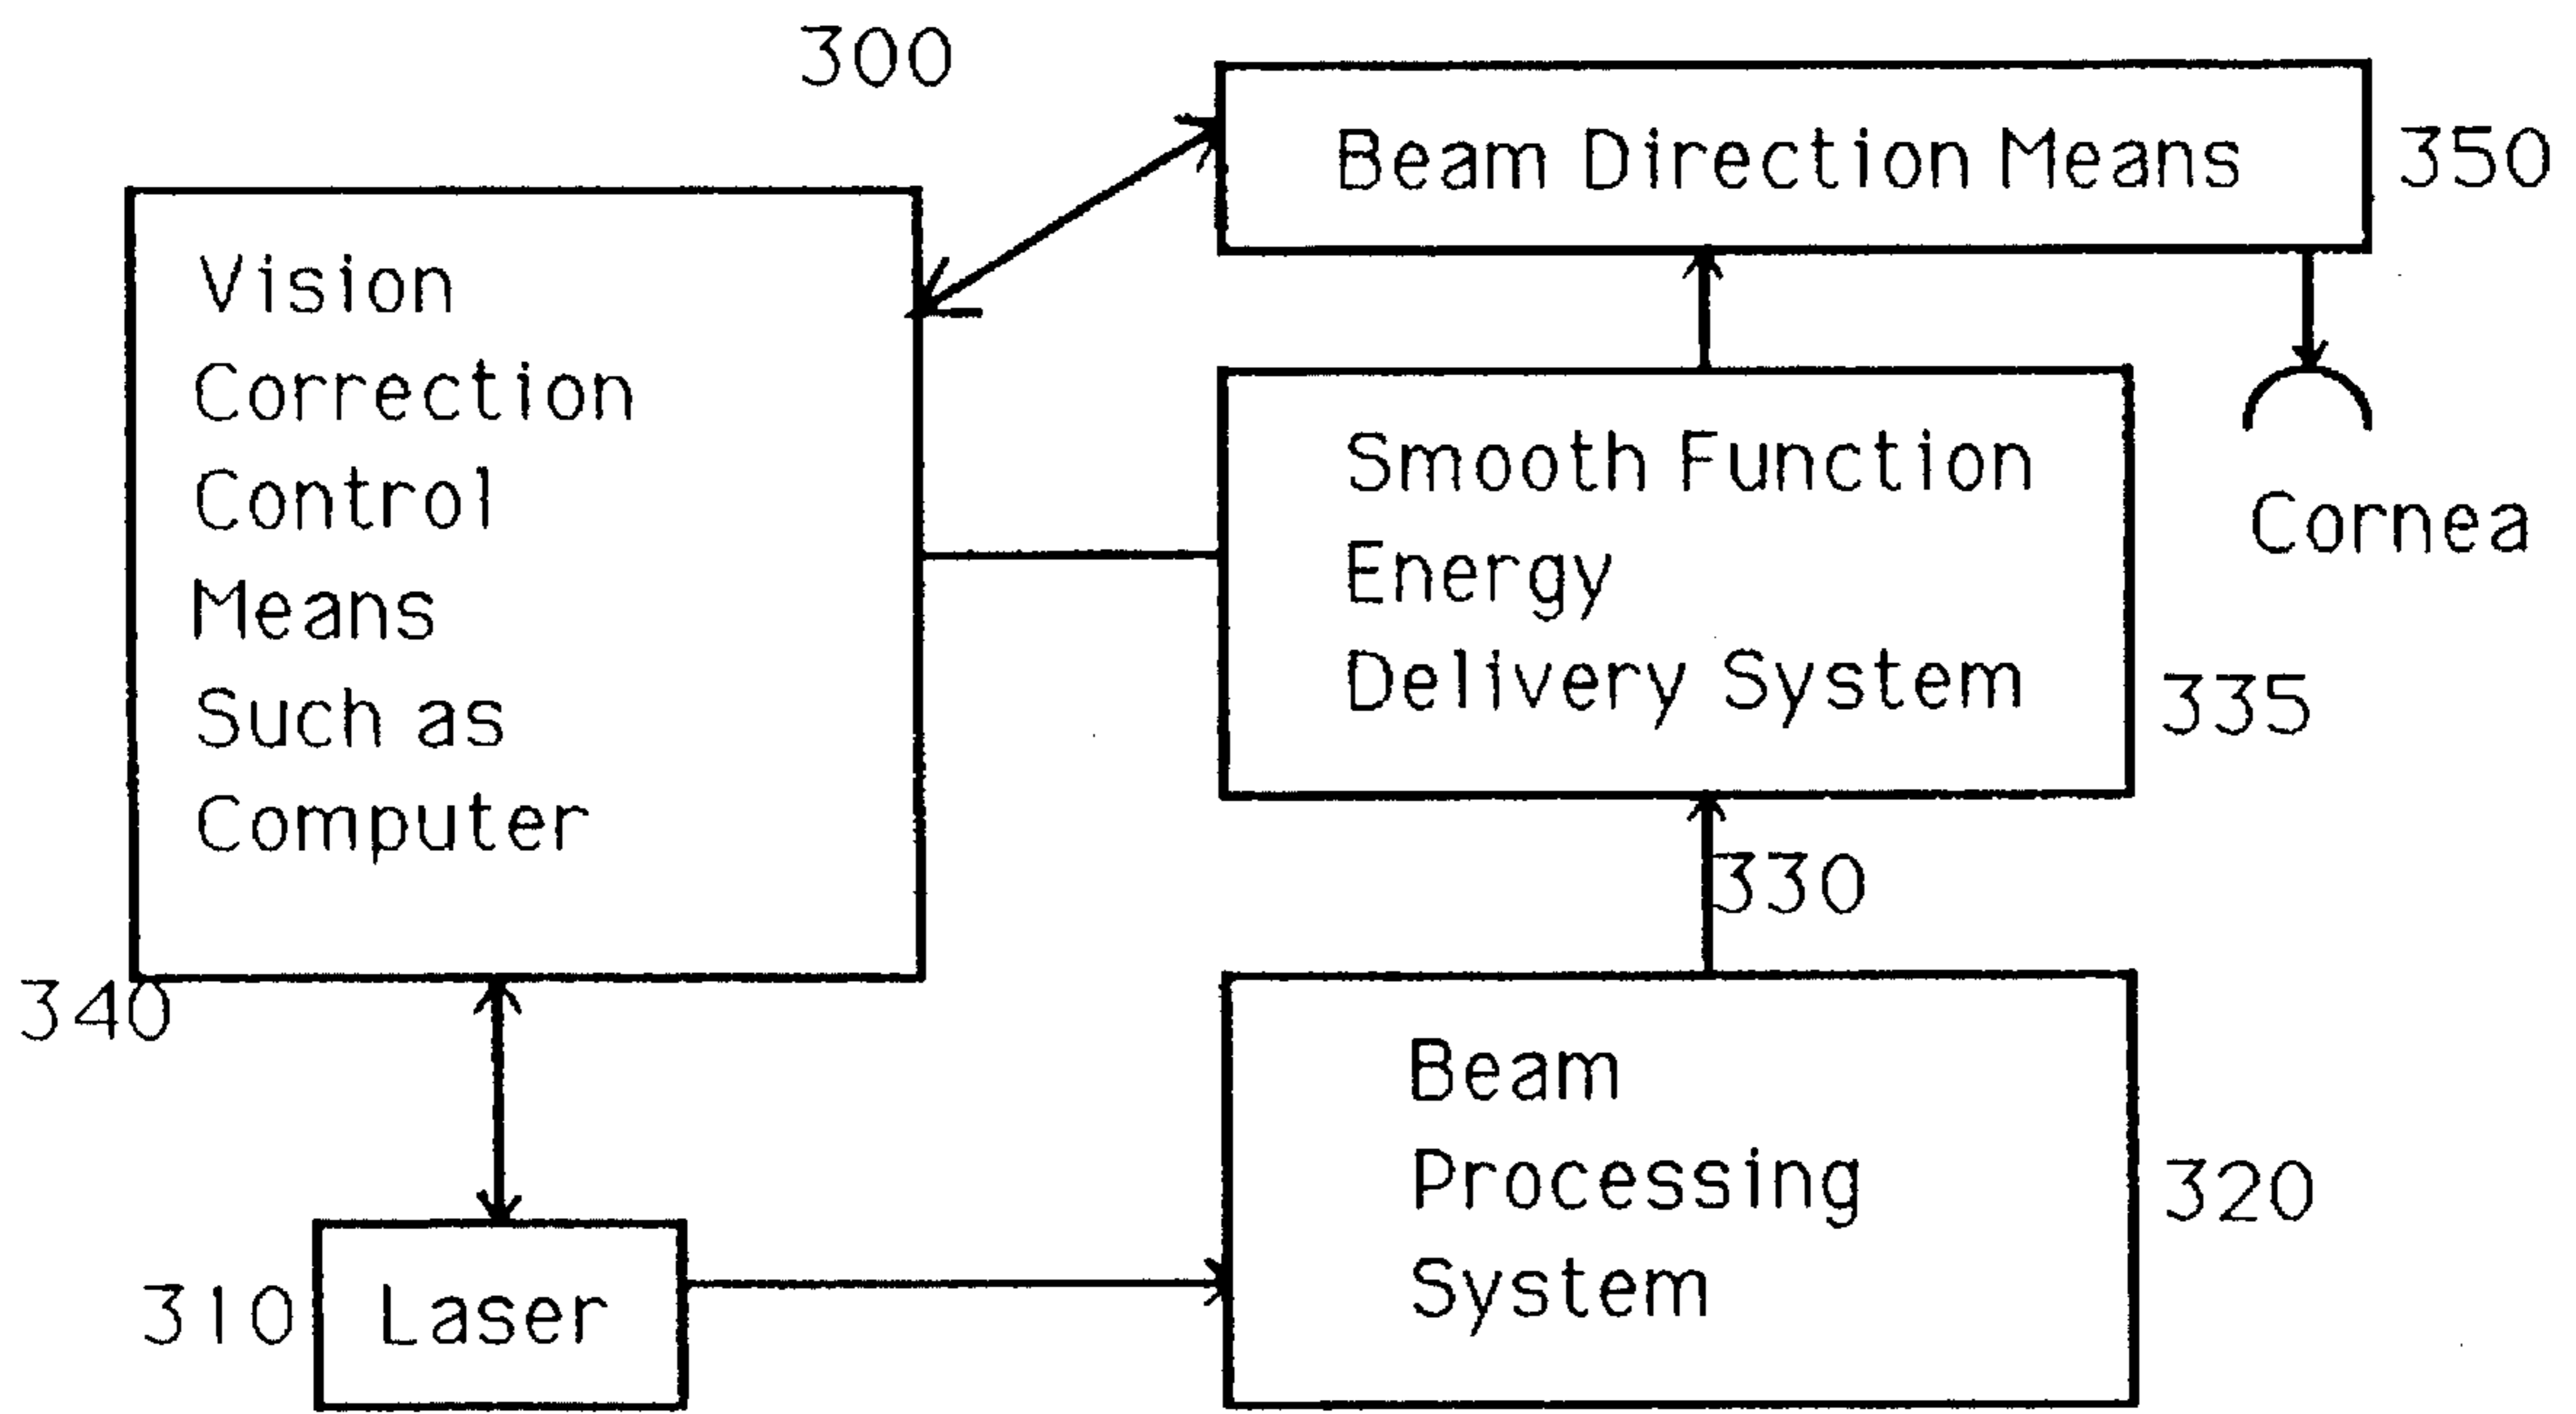 300
Beam Direction Means
350
Vision
Correction
Control
Means
Such as
Computer
340
Smooth Function
Energy
Delivery System
335
Cornea
330
Beam
Processing
System
320
310
Laser